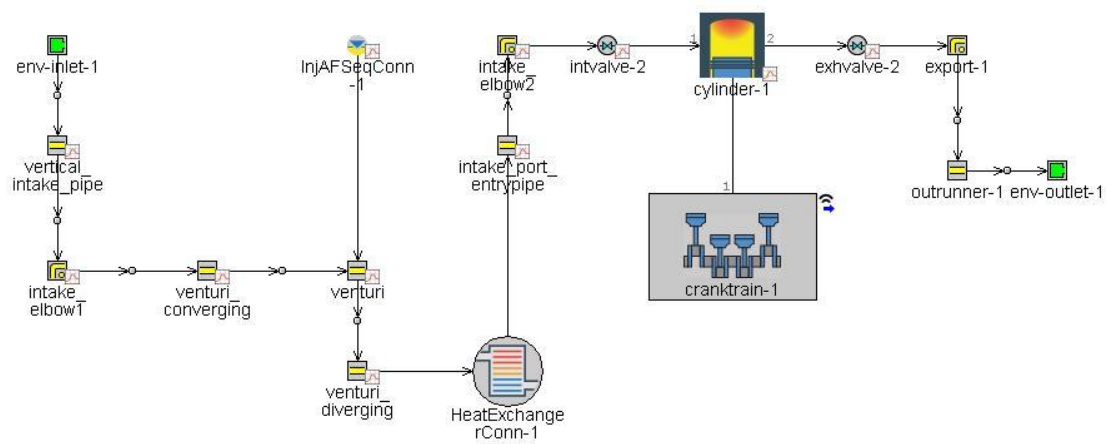 env-inlet-1
InjAFSeqConn
-1
intake_
elbow2
intvalve-2
1
2
cylinder-1
exhvalve-2
export-1
vertical_
intake_pipe
intake_port_
entrypipe
1
outrunner-1
env-outlet-1
intake_
elbow1
venturi_
converging
venturi
cranktrain-1
venturi_
diverging
HeatExchange
rConn-1